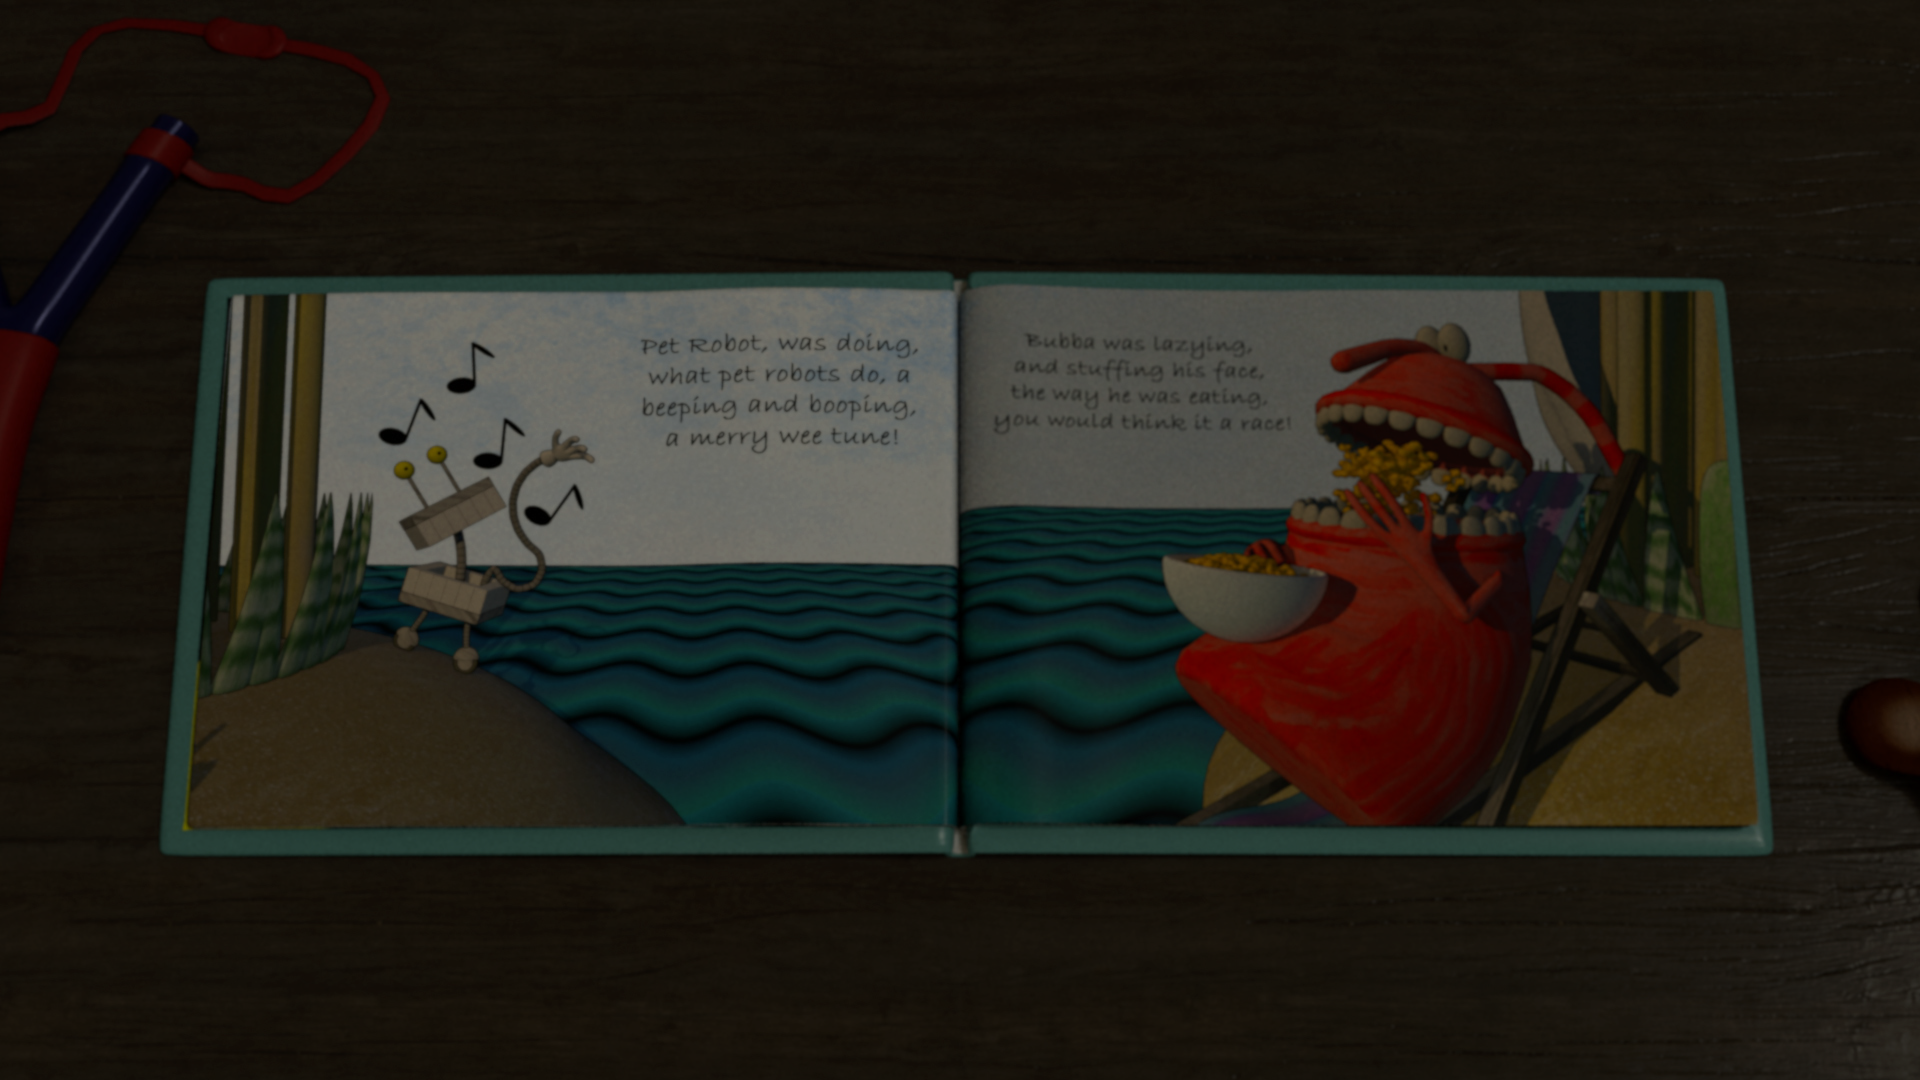 Pet Robot, was doing,
what pet robots do, a
beeping and booping,
a merry wee tune!
Bubba was lazying,
and stuffing his face,
the way he was eating,
you would think it a race!